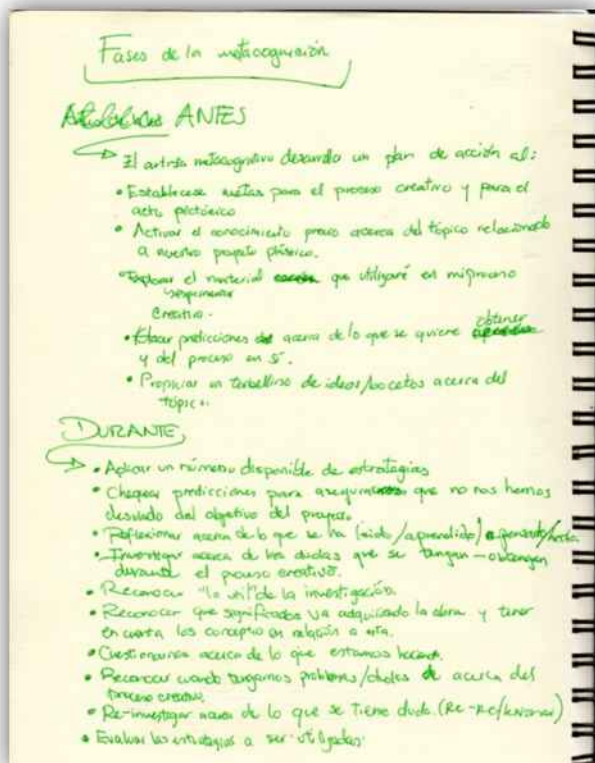 Fases de la metacognición
ANTES
El artista metacognitivo desarrolla un plan de acción al:
• Establecese metas para el proceso creativo y para el
acto pictórico
• Activar el conocimiento previo acerca del tópico relacionado
a nuestro proyecto plástico.
• Explorar el material que utilizaré en mi proceso
experimentar
creativo.
• Hacer predicciones acerca de lo que se quiere obtener
y del proceso en sí.
• Propiciar un torbellino de ideas/bocetos acerca del
tópico.
DURANTE
• Aplicar un número disponible de estrategias
• Chequear predicciones para asegurarnos que no nos hemos
desviado del objetivo del proyecto.
• Reflexionar acerca de lo que se ha leído/aprendido/pensado/hecho
• Investigar acerca de las dudas que se tengan - obtengan
durante el proceso creativo.
• Reconocer "lo útil" de la investigación.
• Reconocer que significados va adquiriendo la obra y tener
en cuenta los conceptos en relación a esta.
• Cuestionarnos acerca de lo que estamos haciendo.
• Reconocer cuando tengamos problemas/dudas acerca del
proceso creativo.
• Re-investigar acerca de lo que se tiene duda.
• Evaluar las estrategias a ser utilizadas.